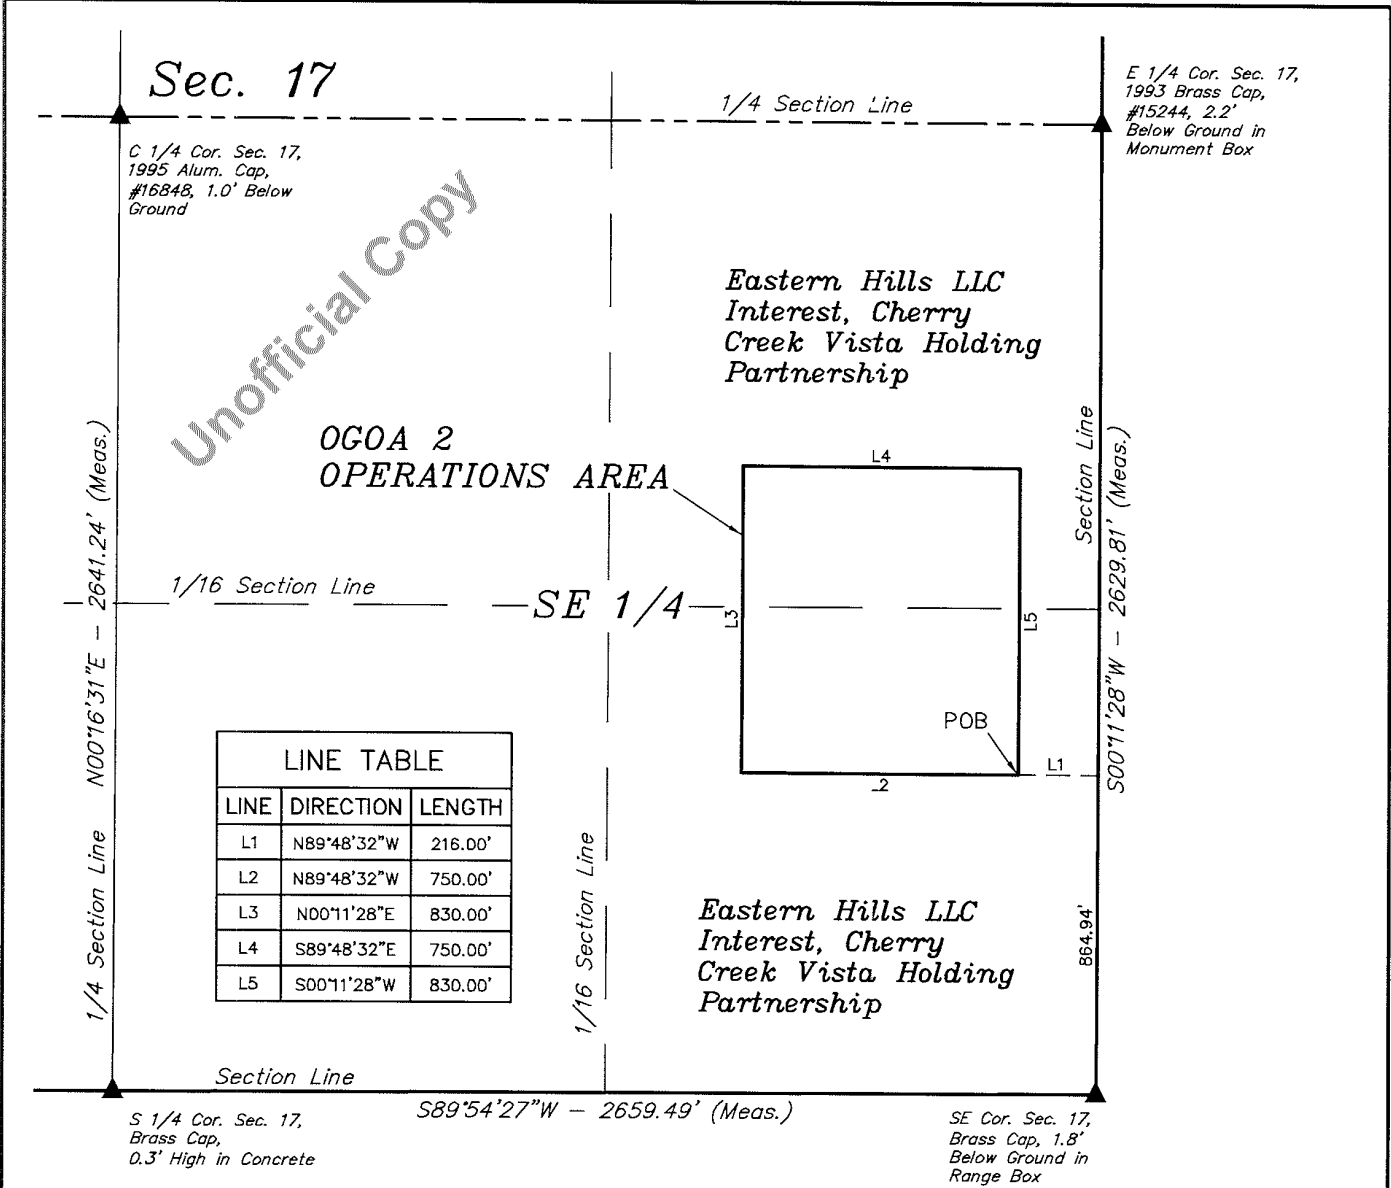 Sec. 17
1/4 Section Line
E 1/4 Cor. Sec. 17,
1993 Brass Cap,
#15244, 2.2'
Below Ground in
Monument Box
C 1/4 Cor. Sec. 17,
1995 Alum. Cap,
#16848, 1.0' Below
Ground
Unofficial Copy
Eastern Hills LLC
Interest, Cherry
Creek Vista Holding
Partnership
OGOA 2
OPERATIONS AREA
L4
Section Line
S00°11'28"W - 2629.81' (Meas.)
1/4 Section Line N00°16'31"E - 2641.24' (Meas.)
1/16 Section Line
SE 1/4
L3
L5
POB
L1
L2
LINE TABLE
LINE DIRECTION LENGTH
L1 N89°48'32"W 216.00'
L2 N89°48'32"W 750.00'
L3 N00°11'28"E 830.00'
L4 S89°48'32"E 750.00'
L5 S00°11'28"W 830.00'
1/16 Section Line
Eastern Hills LLC
Interest, Cherry
Creek Vista Holding
Partnership
864.94'
Section Line
S89°54'27"W - 2659.49' (Meas.)
S 1/4 Cor. Sec. 17,
Brass Cap,
0.3' High in Concrete
SE Cor. Sec. 17,
Brass Cap, 1.8'
Below Ground in
Range Box